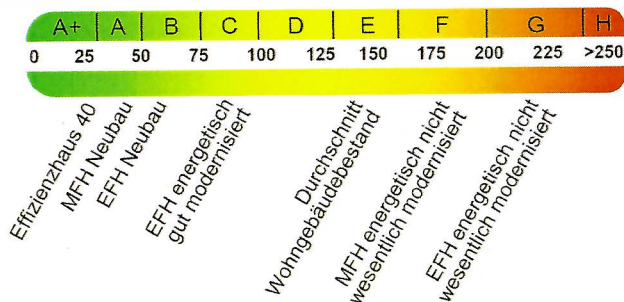 A+ A B C D E F G H
0 25 50 75 100 125 150 175 200 225 >250
Effizienzhaus 40
MFH Neubau
EFH Neubau
EFH energetisch
gut modernisiert
Durchschnitt
Wohngebäudebestand
MFH energetisch nicht
wesentlich modernisiert
EFH energetisch nicht
wesentlich modernisiert